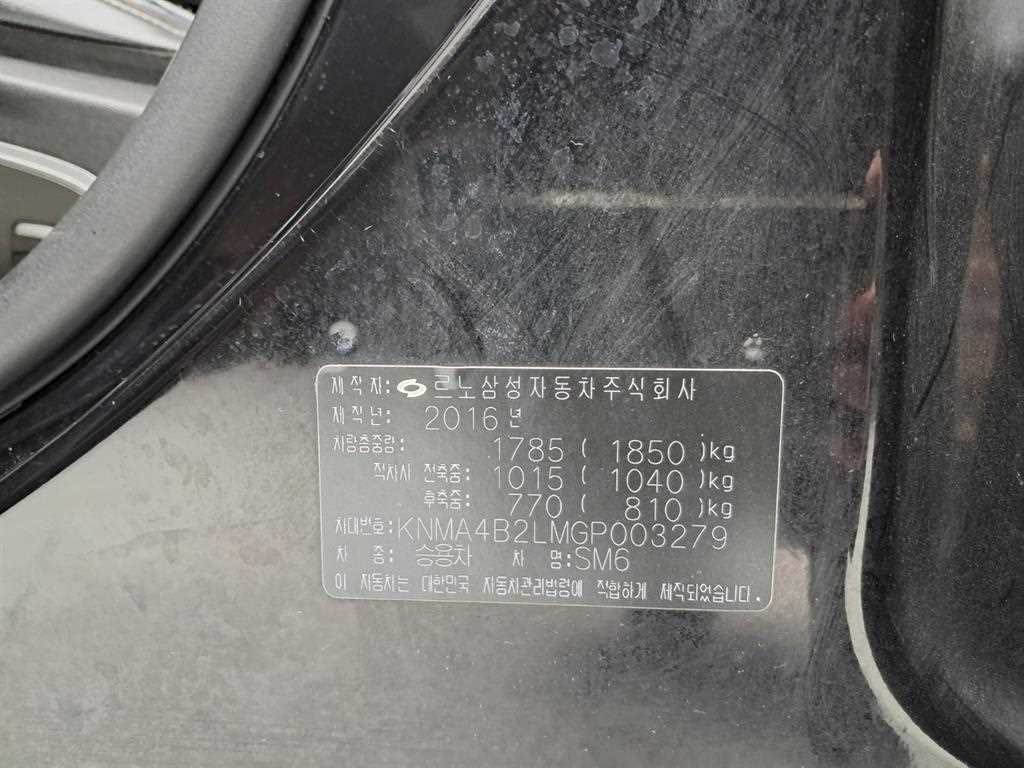 제작자: 르노삼성자동차주식회사
제작년: 2016년
차량총중량: 1785 ( 1850 )kg
적차시 전축중: 1015 ( 1040 )kg
후축중: 770 ( 810 )kg
차대번호: KNMA4B2LMGP003279
차 종: 승용차 차 명: SM6
이 자동차는 대한민국 자동차관리법령에 적합하게 제작되었습니다.